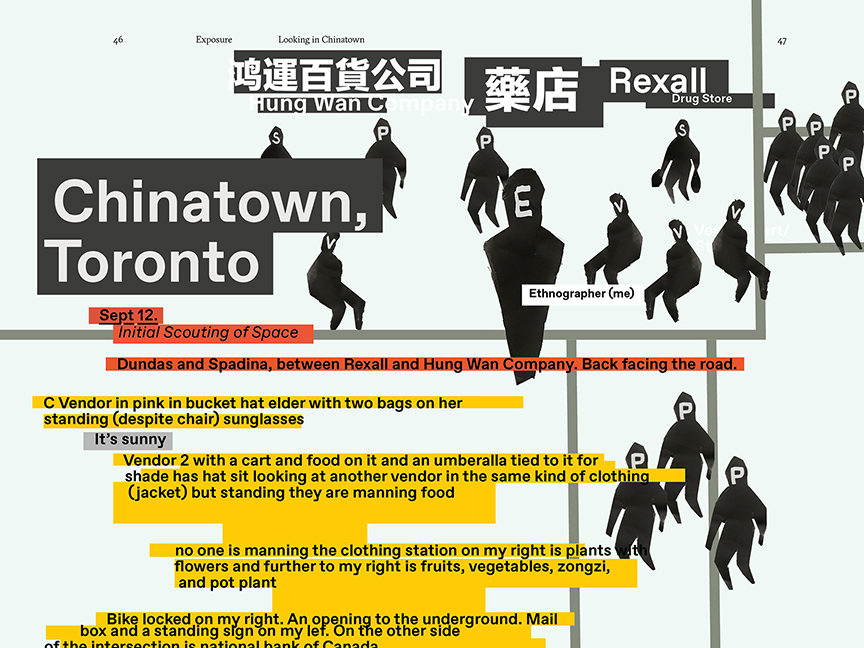 46 Exposure Looking in Chinatown 47
鴻運百貨公司
Hung Wan Company
藥店
Rexall
Drug Store
S
P
P
S
P
P
P
P
P
E
V
V
V
V
Chinatown,
Toronto
Ethnographer (me)
Sept 12.
Initial Scouting of Space
Dundas and Spadina, between Rexall and Hung Wan Company. Back facing the road.
C Vendor in pink in bucket hat elder with two bags on her
standing (despite chair) sunglasses
It's sunny
Vendor 2 with a cart and food on it and an umberalla tied to it for
shade has hat sit looking at another vendor in the same kind of clothing
(jacket) but standing they are manning food
P
P
P
no one is manning the clothing station on my right is plants with
flowers and further to my right is fruits, vegetables, zongzi,
and pot plant
Bike locked on my right. An opening to the underground. Mail
box and a standing sign on my lef. On the other side
of the intersection is national bank of Canada